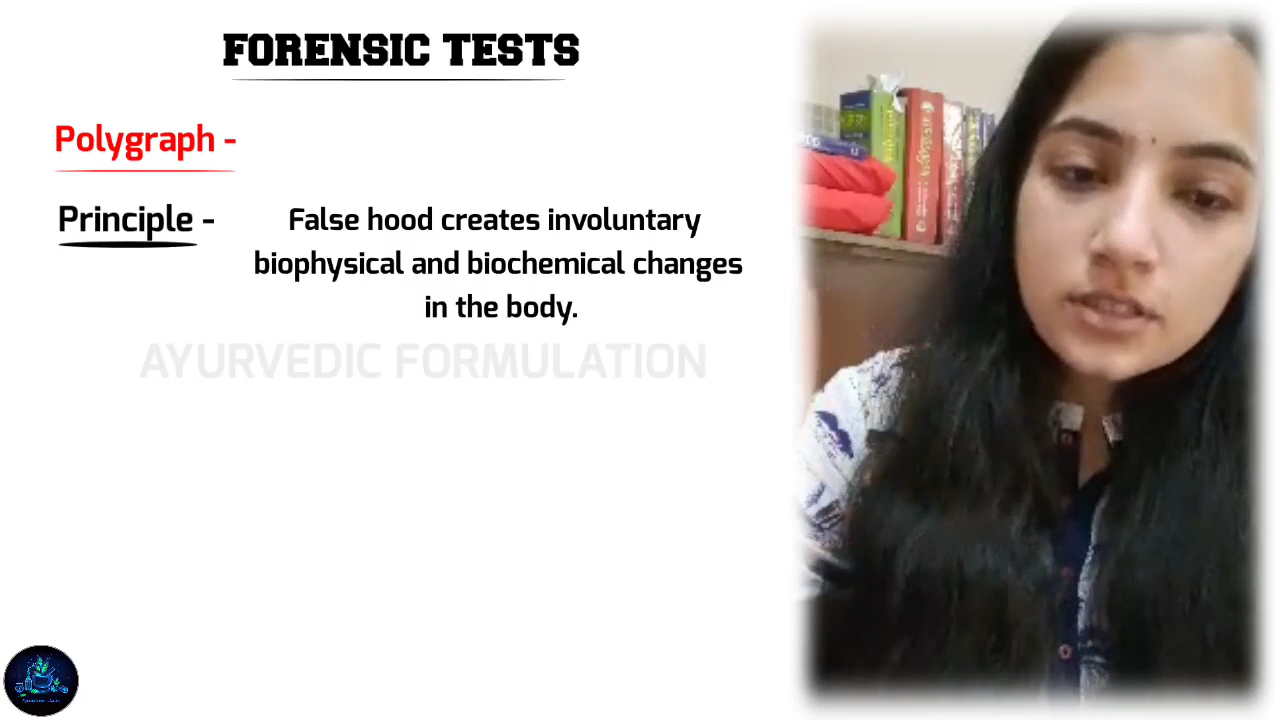 FORENSIC TESTS
Polygraph -
Principle -
False hood creates involuntary
biophysical and biochemical changes
in the body.
AYURVEDIC FORMULATION